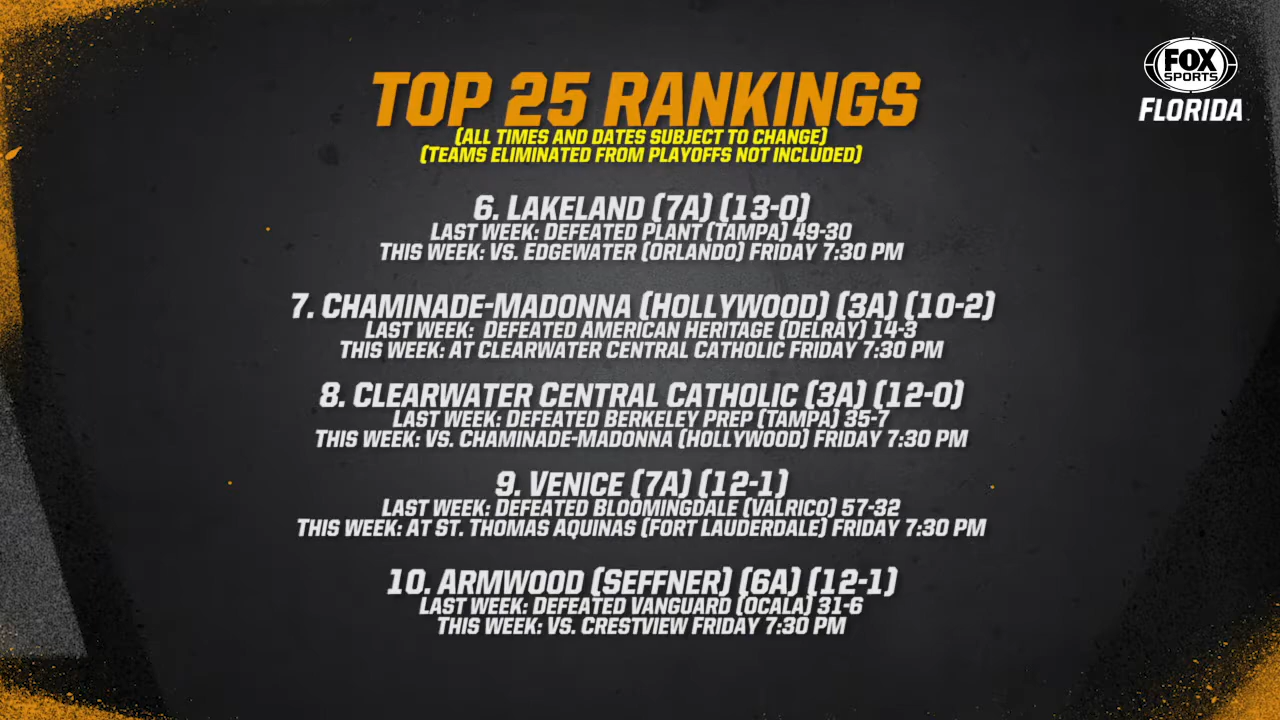 FOX
SPORTS
FLORIDA
TOP 25 RANKINGS
(ALL TIMES AND DATES SUBJECT TO CHANGE)
(TEAMS ELIMINATED FROM PLAYOFFS NOT INCLUDED)
6. LAKELAND (7A) (13-0)
LAST WEEK: DEFEATED PLANT (TAMPA) 49-30
THIS WEEK: VS. EDGEWATER (ORLANDO) FRIDAY 7:30 PM
7. CHAMINADE-MADONNA (HOLLYWOOD) (3A) (10-2)
LAST WEEK: DEFEATED AMERICAN HERITAGE (DELRAY) 14-3
THIS WEEK: AT CLEARWATER CENTRAL CATHOLIC FRIDAY 7:30 PM
8. CLEARWATER CENTRAL CATHOLIC (3A) (12-0)
LAST WEEK: DEFEATED BERKELEY PREP (TAMPA) 35-7
THIS WEEK: VS. CHAMINADE-MADONNA (HOLLYWOOD) FRIDAY 7:30 PM
9. VENICE (7A) (12-1)
LAST WEEK: DEFEATED BLOOMINGDALE (VALRICO) 57-32
THIS WEEK: AT ST. THOMAS AQUINAS (FORT LAUDERDALE) FRIDAY 7:30 PM
10. ARMWOOD (SEFFNER) (6A) (12-1)
LAST WEEK: DEFEATED VANGUARD (OCALA) 31-6
THIS WEEK: VS. CRESTVIEW FRIDAY 7:30 PM